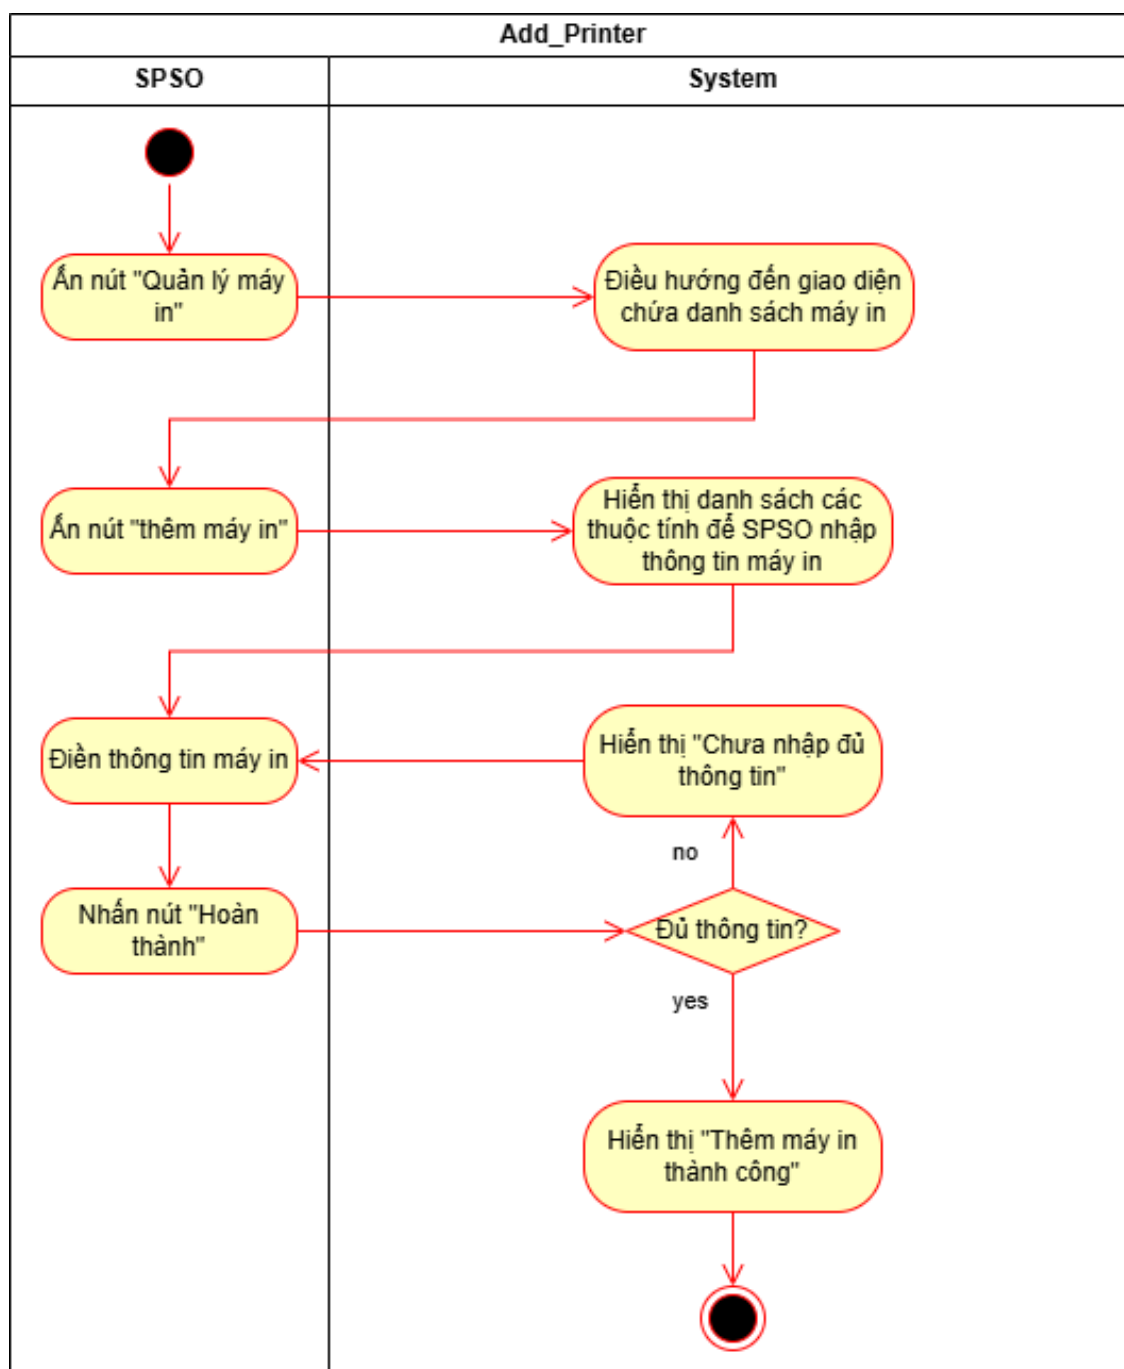 Add_Printer
SPSO
System
Ấn nút "Quản lý máy
in"
Điều hướng đến giao diện
chứa danh sách máy in
Ấn nút "thêm máy in"
Hiển thị danh sách các
thuộc tính để SPSO nhập
thông tin máy in
Điền thông tin máy in
Hiển thị "Chưa nhập đủ
thông tin"
no
Nhấn nút "Hoàn
thành"
Đủ thông tin?
yes
Hiển thị "Thêm máy in
thành công"